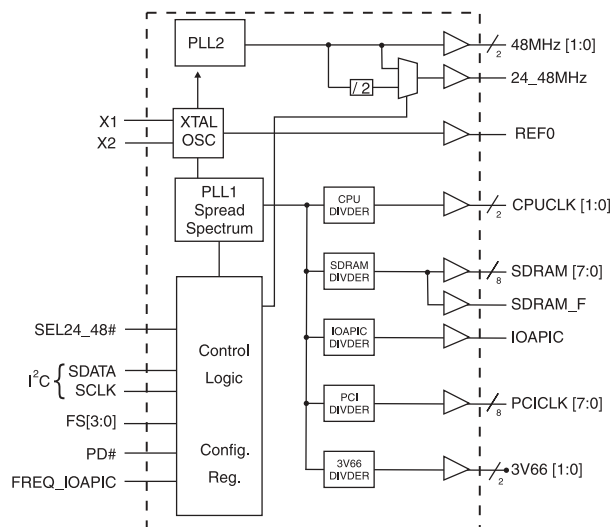 PLL2
48MHz [1:0]
2
/ 2
24_48MHz
X1
X2
XTAL
OSC
REF0
PLL1
Spread
Spectrum
CPU
DIVDER
2
CPUCLK [1:0]
SDRAM
DIVDER
8
SDRAM [7:0]
SDRAM_F
SEL24_48#
IOAPIC
DIVDER
IOAPIC
Control
Logic
I²C {
SDATA
SCLK
FS[3:0]
PCI
DIVDER
8
PCICLK [7:0]
PD#
Config.
Reg.
FREQ_IOAPIC
3V66
DIVDER
2
3V66 [1:0]